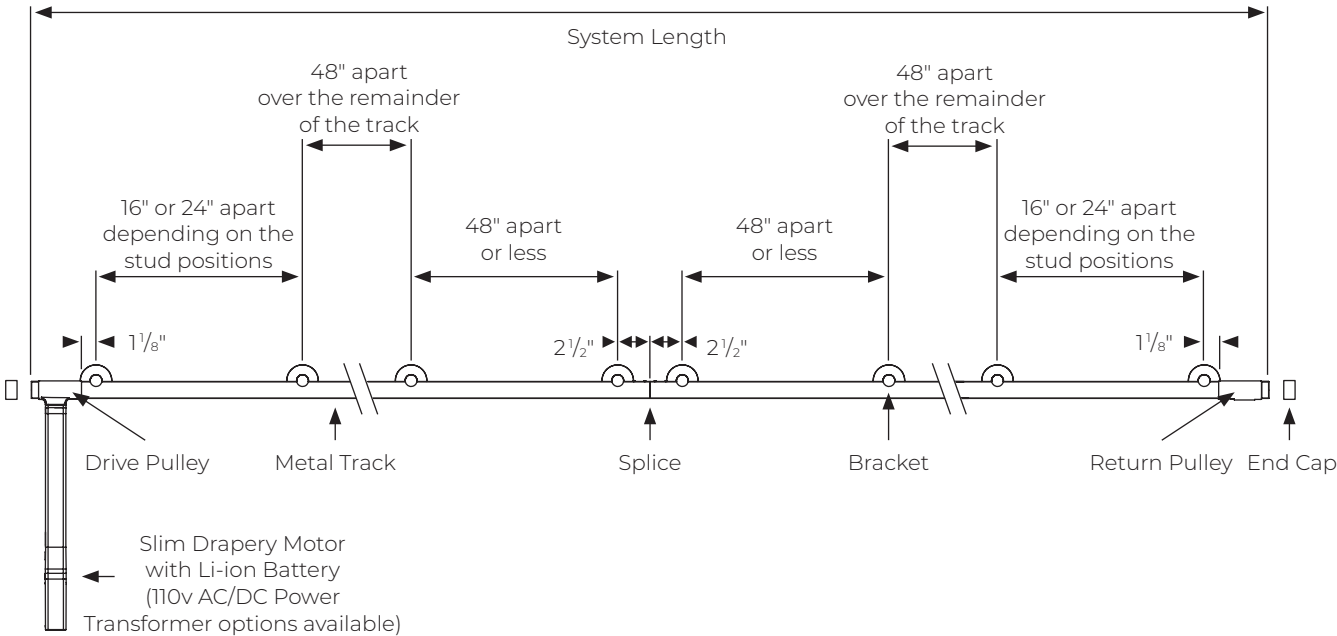 System Length
48" apart
over the remainder
of the track
48" apart
over the remainder
of the track
16" or 24" apart
depending on the
stud positions
48" apart
or less
48" apart
or less
16" or 24" apart
depending on the
stud positions
1 1/8"
2 1/2"
2 1/2"
1 1/8"
Drive Pulley
Metal Track
Splice
Bracket
Return Pulley
End Cap
Slim Drapery Motor
with Li-ion Battery
(110v AC/DC Power
Transformer options available)